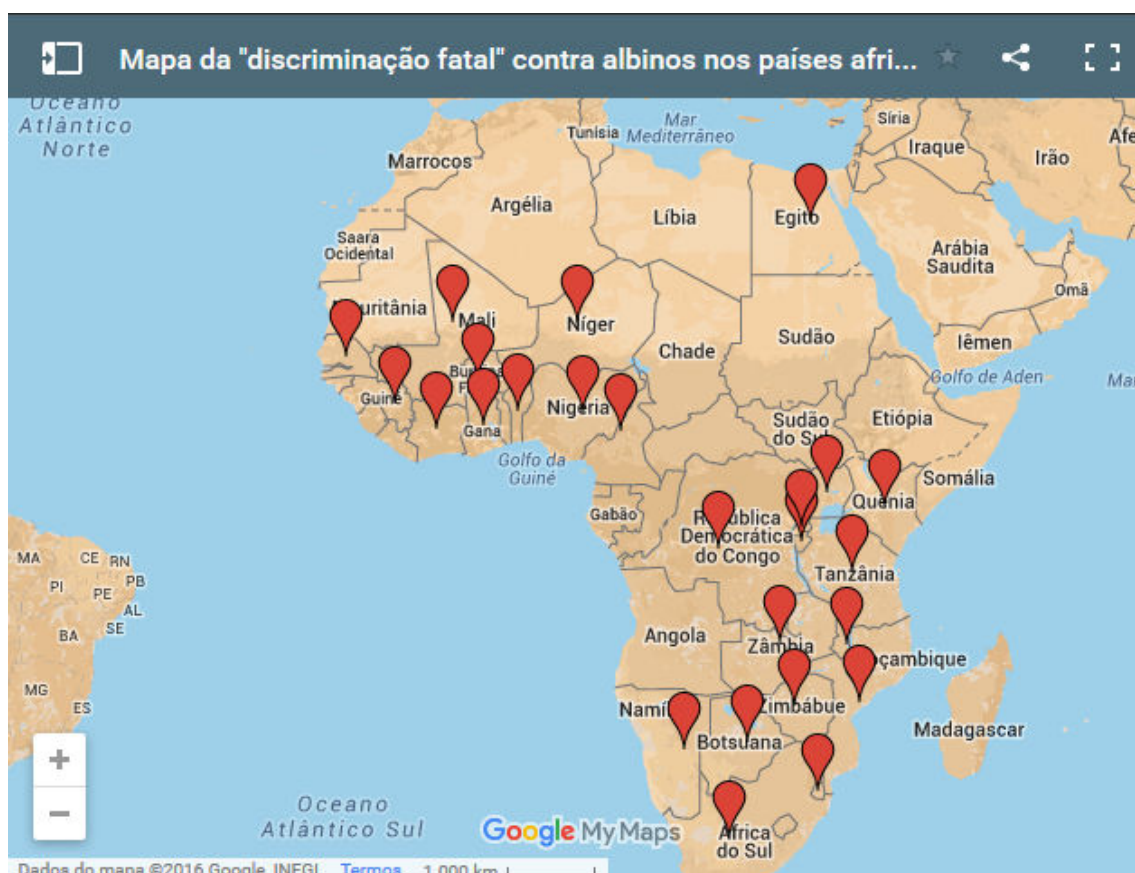 Mapa da "discriminação fatal" contra albinos nos países afri...
Oceano
Atlântico
Norte
Tunísia
Mar
Mediterrâneo
Síria
Iraque
Irão
Afe
Marrocos
Argélia
Líbia
Egito
Saara
Ocidental
Arábia
Saudita
Omã
uritânia
Mali
Níger
Chade
Sudão
Iêmen
Golfo de Aden
Guiné
Gana
Nigéria
Sudão
do Sul
Etiópia
Golfo da
Guiné
Somália
Quênia
Gabão
República
Democrática
do Congo
Tanzânia
MA
CE
RN
PI
PE
PB
AL
BA
SE
Angola
Zâmbia
çambique
MG
ES
Namí
Zimbábue
Botsuana
Madagascar
+
−
Oceano
Atlântico Sul
Google My Maps
África
do Sul
Dados do mapa ©2016 Google, INEGI
Termos
1.000 km